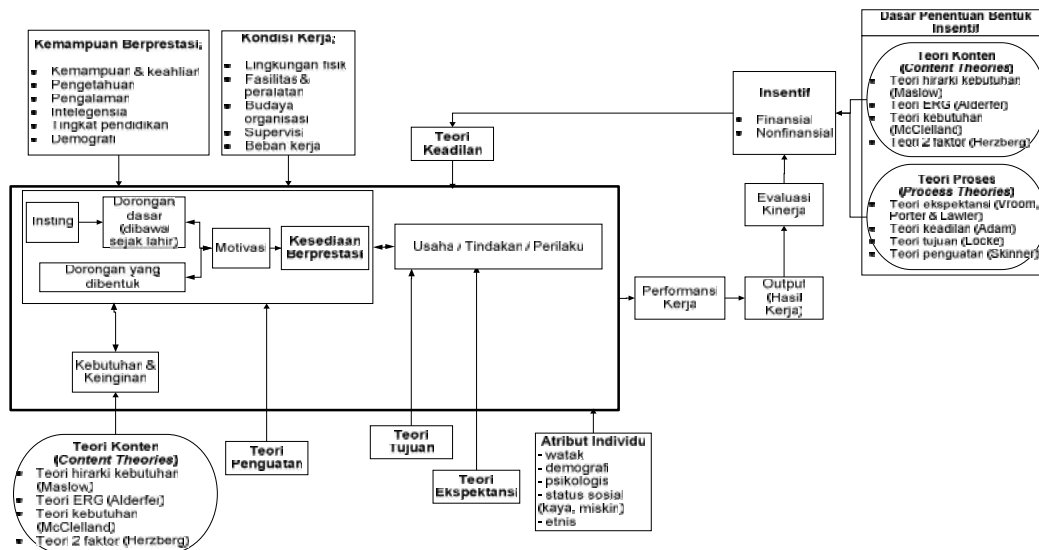 Kemampuan Berprestasi;
Kemampuan & keahlian
Pengetahuan
Pengalaman
Intelegensia
Tingkat pendidikan
Demografi
Kondisi Kerja;
Lingkungan fisik
Fasilitas &
peralatan
Budaya
organisasi
Supervisi
Beban kerja
Teori
Keadilan
Insentif
Finansial
Nonfinansial
Dasar Penentuan Bentuk
Insentif
Teori Konten
(Content Theories)
Teori hirarki kebutuhan
(Maslow)
Teori ERG (Alderfer)
Teori kebutuhan
(McClelland)
Teori 2 faktor (Herzberg)
Teori Proses
(Process Theories)
Teori ekspektansi (Vroom,
Porter & Lawler)
Teori keadilan (Adam)
Teori tujuan (Locke)
Teori penguatan (Skinner)
Evaluasi
Kinerja
Insting
Dorongan
dasar
(dibawa
sejak lahir)
Motivasi
Kesediaan
Berprestasi
Usaha / Tindakan / Perilaku
Dorongan yang
dibentuk
Performansi
Kerja
Output
(Hasil
Kerja)
Kebutuhan &
Keinginan
Teori Konten
(Content Theories)
Teori hirarki kebutuhan
(Maslow)
Teori ERG (Alderfer)
Teori kebutuhan
(McClelland)
Teori 2 faktor (Herzberg)
Teori
Penguatan
Teori
Tujuan
Teori
Ekspektansi
Atribut Individu
- watak
- demografi
- psikologis
- status sosial
(kaya, miskin)
- etnis